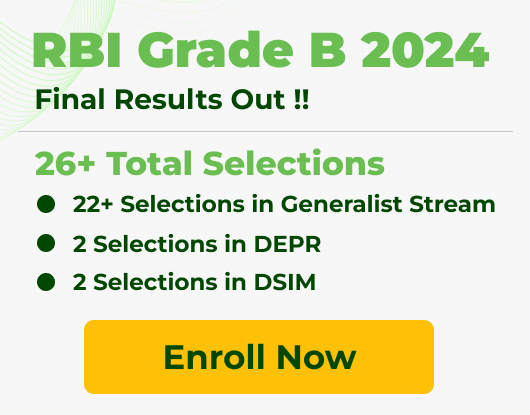 RBI Grade B 2024
Final Results Out !!
26+ Total Selections
22+ Selections in Generalist Stream
2 Selections in DEPR
2 Selections in DSIM
Enroll Now